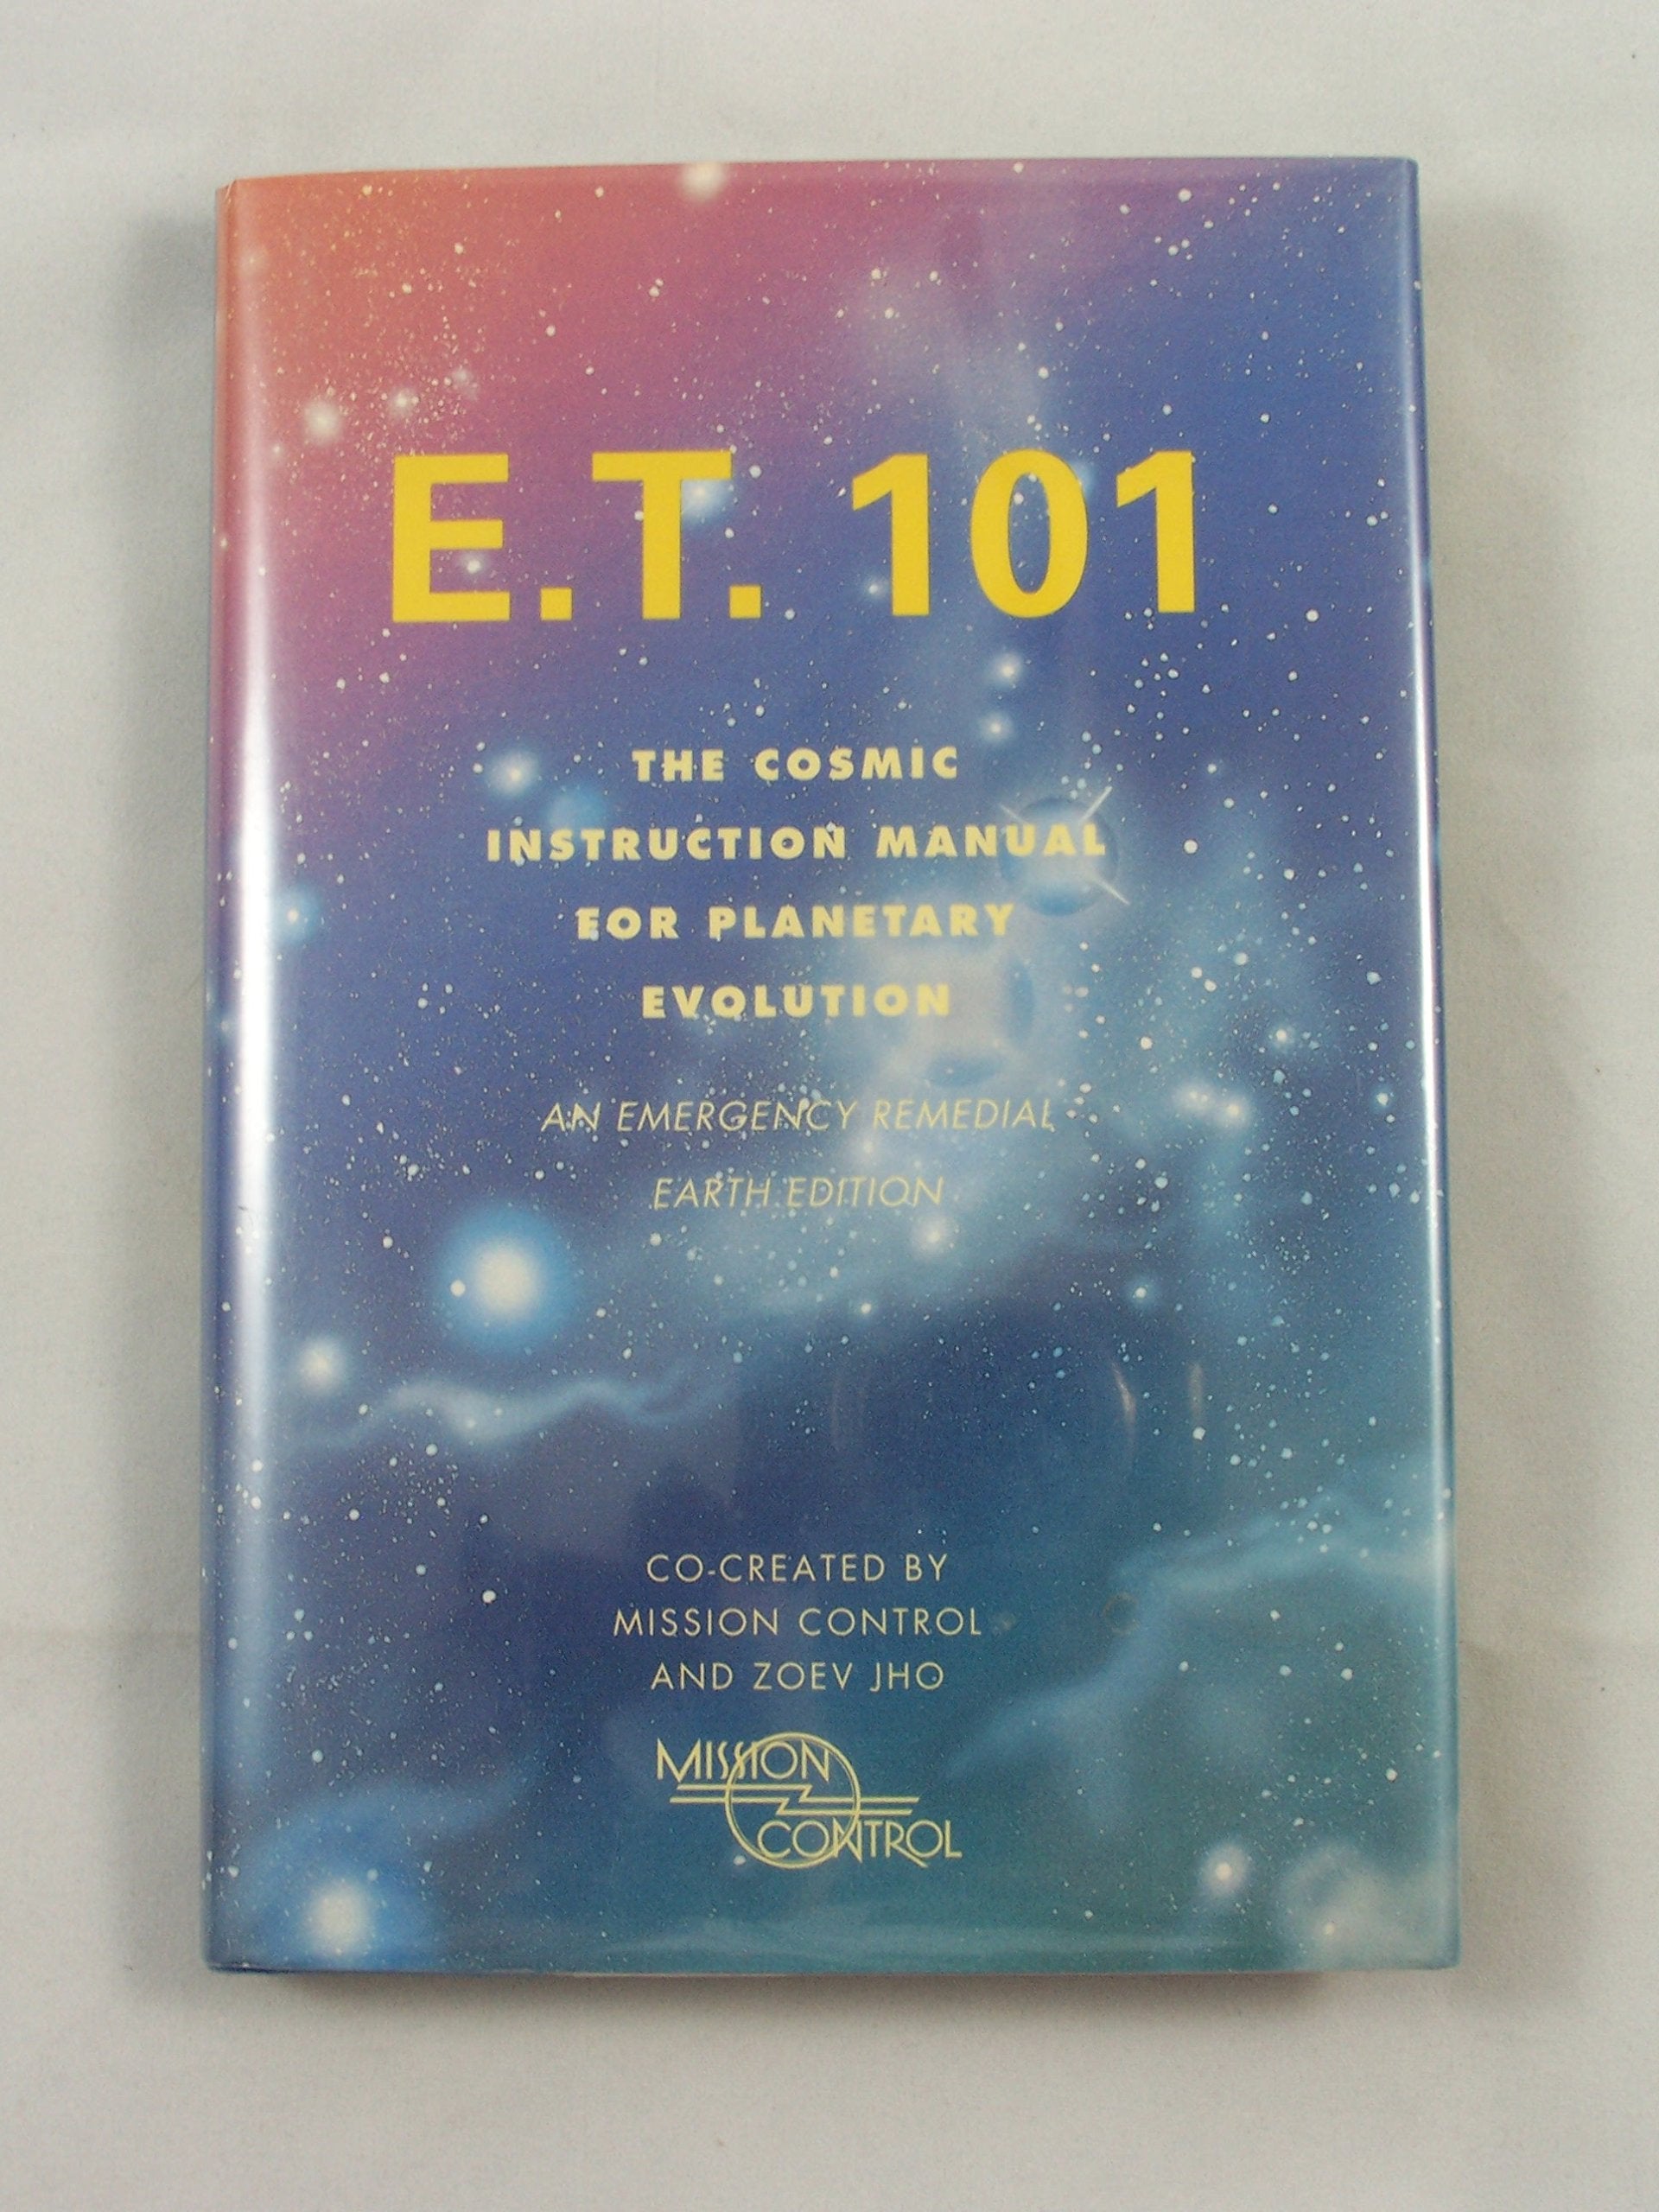 E.T. 101
THE COSMIC
INSTRUCTION MANUAL
FOR PLANETARY
EVOLUTION
AN EMERGENCY REMEDIAL
EARTH EDITION
CO-CREATED BY
MISSION CONTROL
AND ZOEV JHO
MISSION
CONTROL